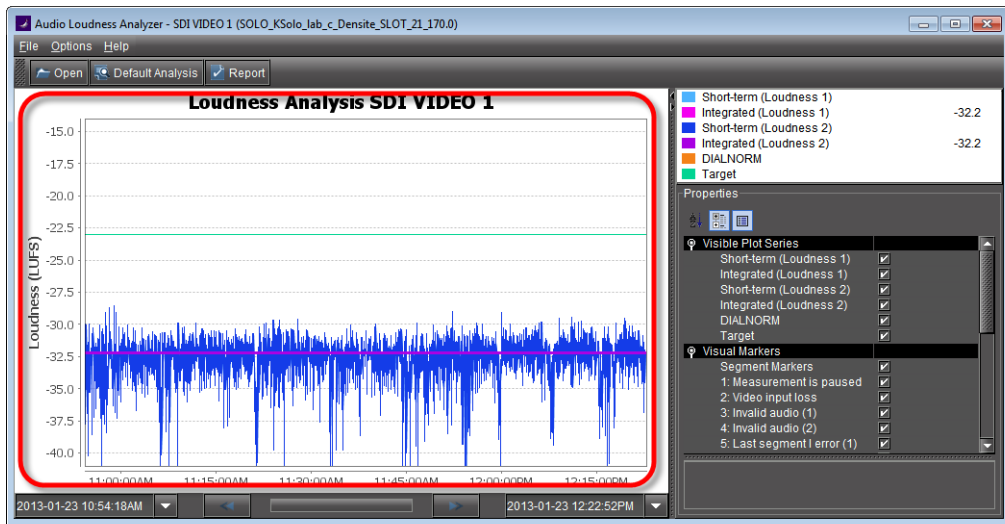 Audio Loudness Analyzer - SDI VIDEO 1 (SOLO_KSolo_lab_c_Densite_SLOT_21_170.0)
File Options Help
Open Default Analysis Report
Loudness Analysis SDI VIDEO 1
Loudness (LUFS)
-15.0
-17.5
-20.0
-22.5
-25.0
-27.5
-30.0
-32.5
-35.0
-37.5
-40.0
11:00:00AM 11:15:00AM 11:30:00AM 11:45:00AM 12:00:00PM 12:15:00PM
2013-01-23 10:54:18AM 2013-01-23 12:22:52PM
Short-term (Loudness 1)
Integrated (Loudness 1) -32.2
Short-term (Loudness 2)
Integrated (Loudness 2) -32.2
DIALNORM
Target
Properties
Visible Plot Series
Short-term (Loudness 1)
Integrated (Loudness 1)
Short-term (Loudness 2)
Integrated (Loudness 2)
DIALNORM
Target
Visual Markers
Segment Markers
1: Measurement is paused
2: Video input loss
3: Invalid audio (1)
4: Invalid audio (2)
5: Last segment I error (1)